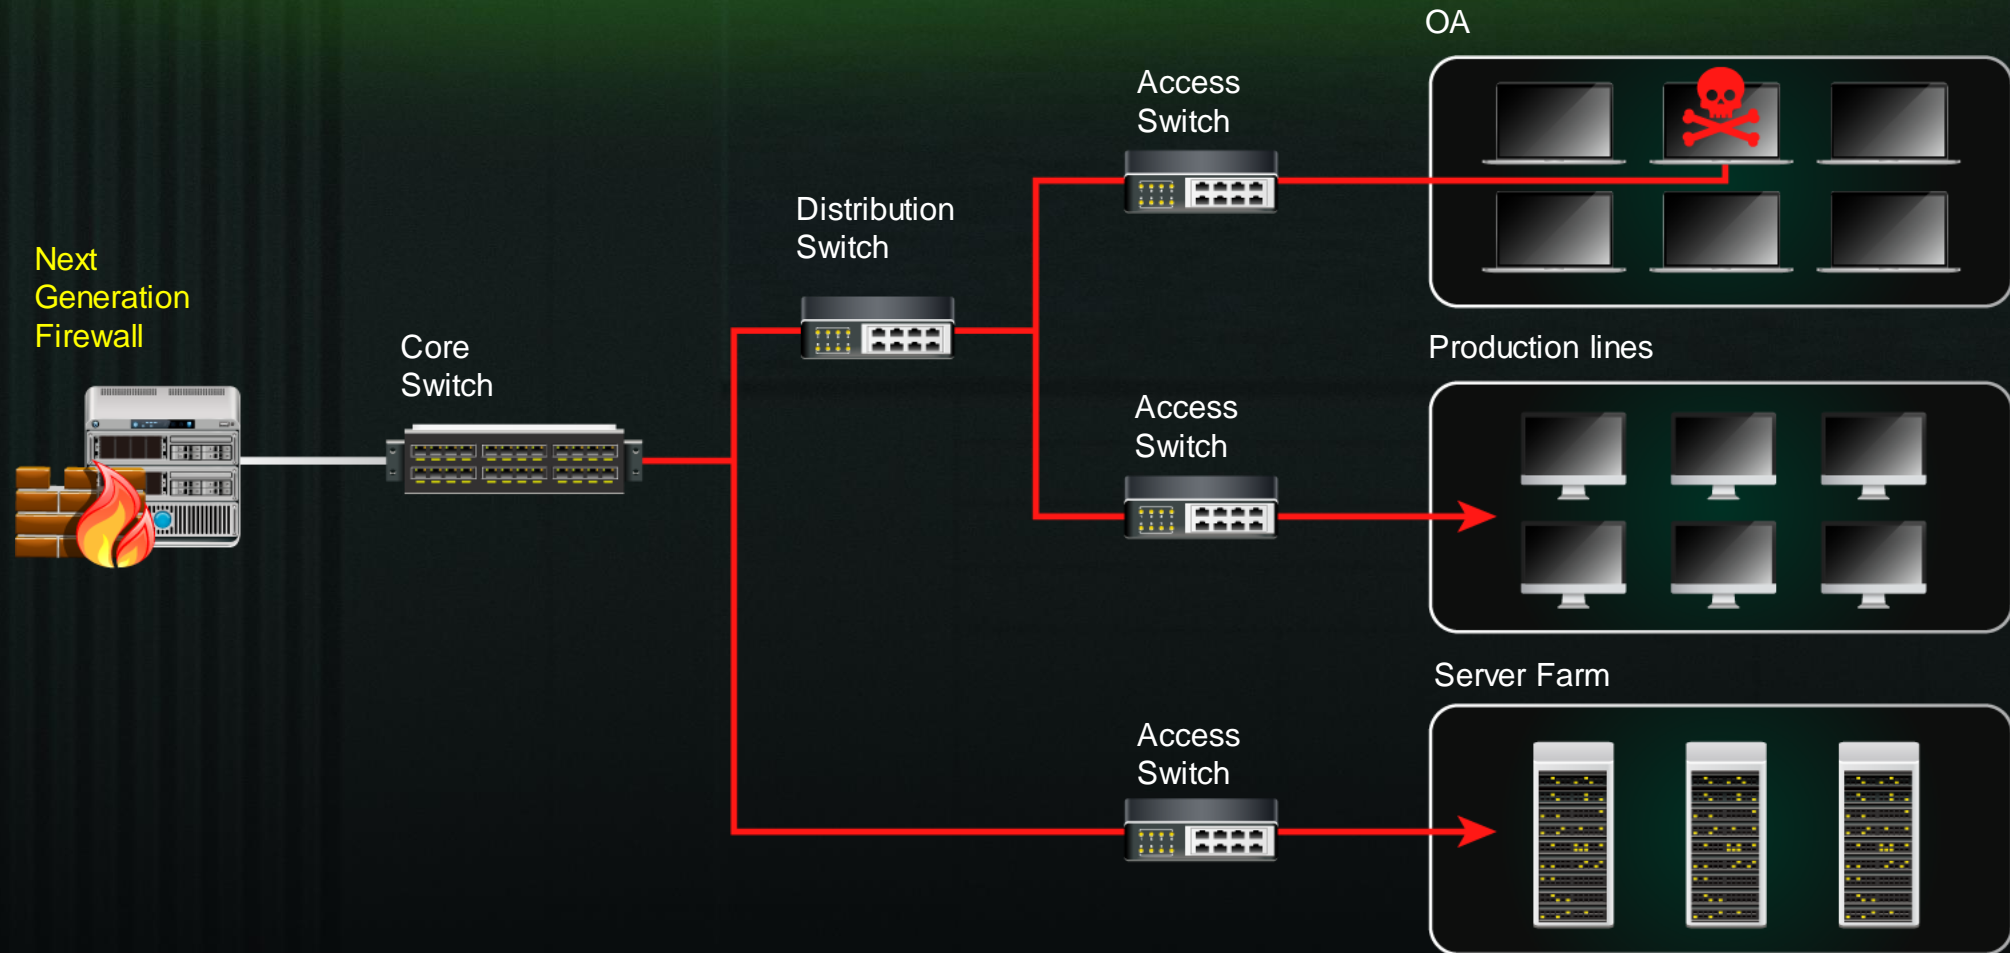 OA
Access
Switch
Distribution
Switch
Next
Generation
Firewall
Core
Switch
Production lines
Access
Switch
Server Farm
Access
Switch